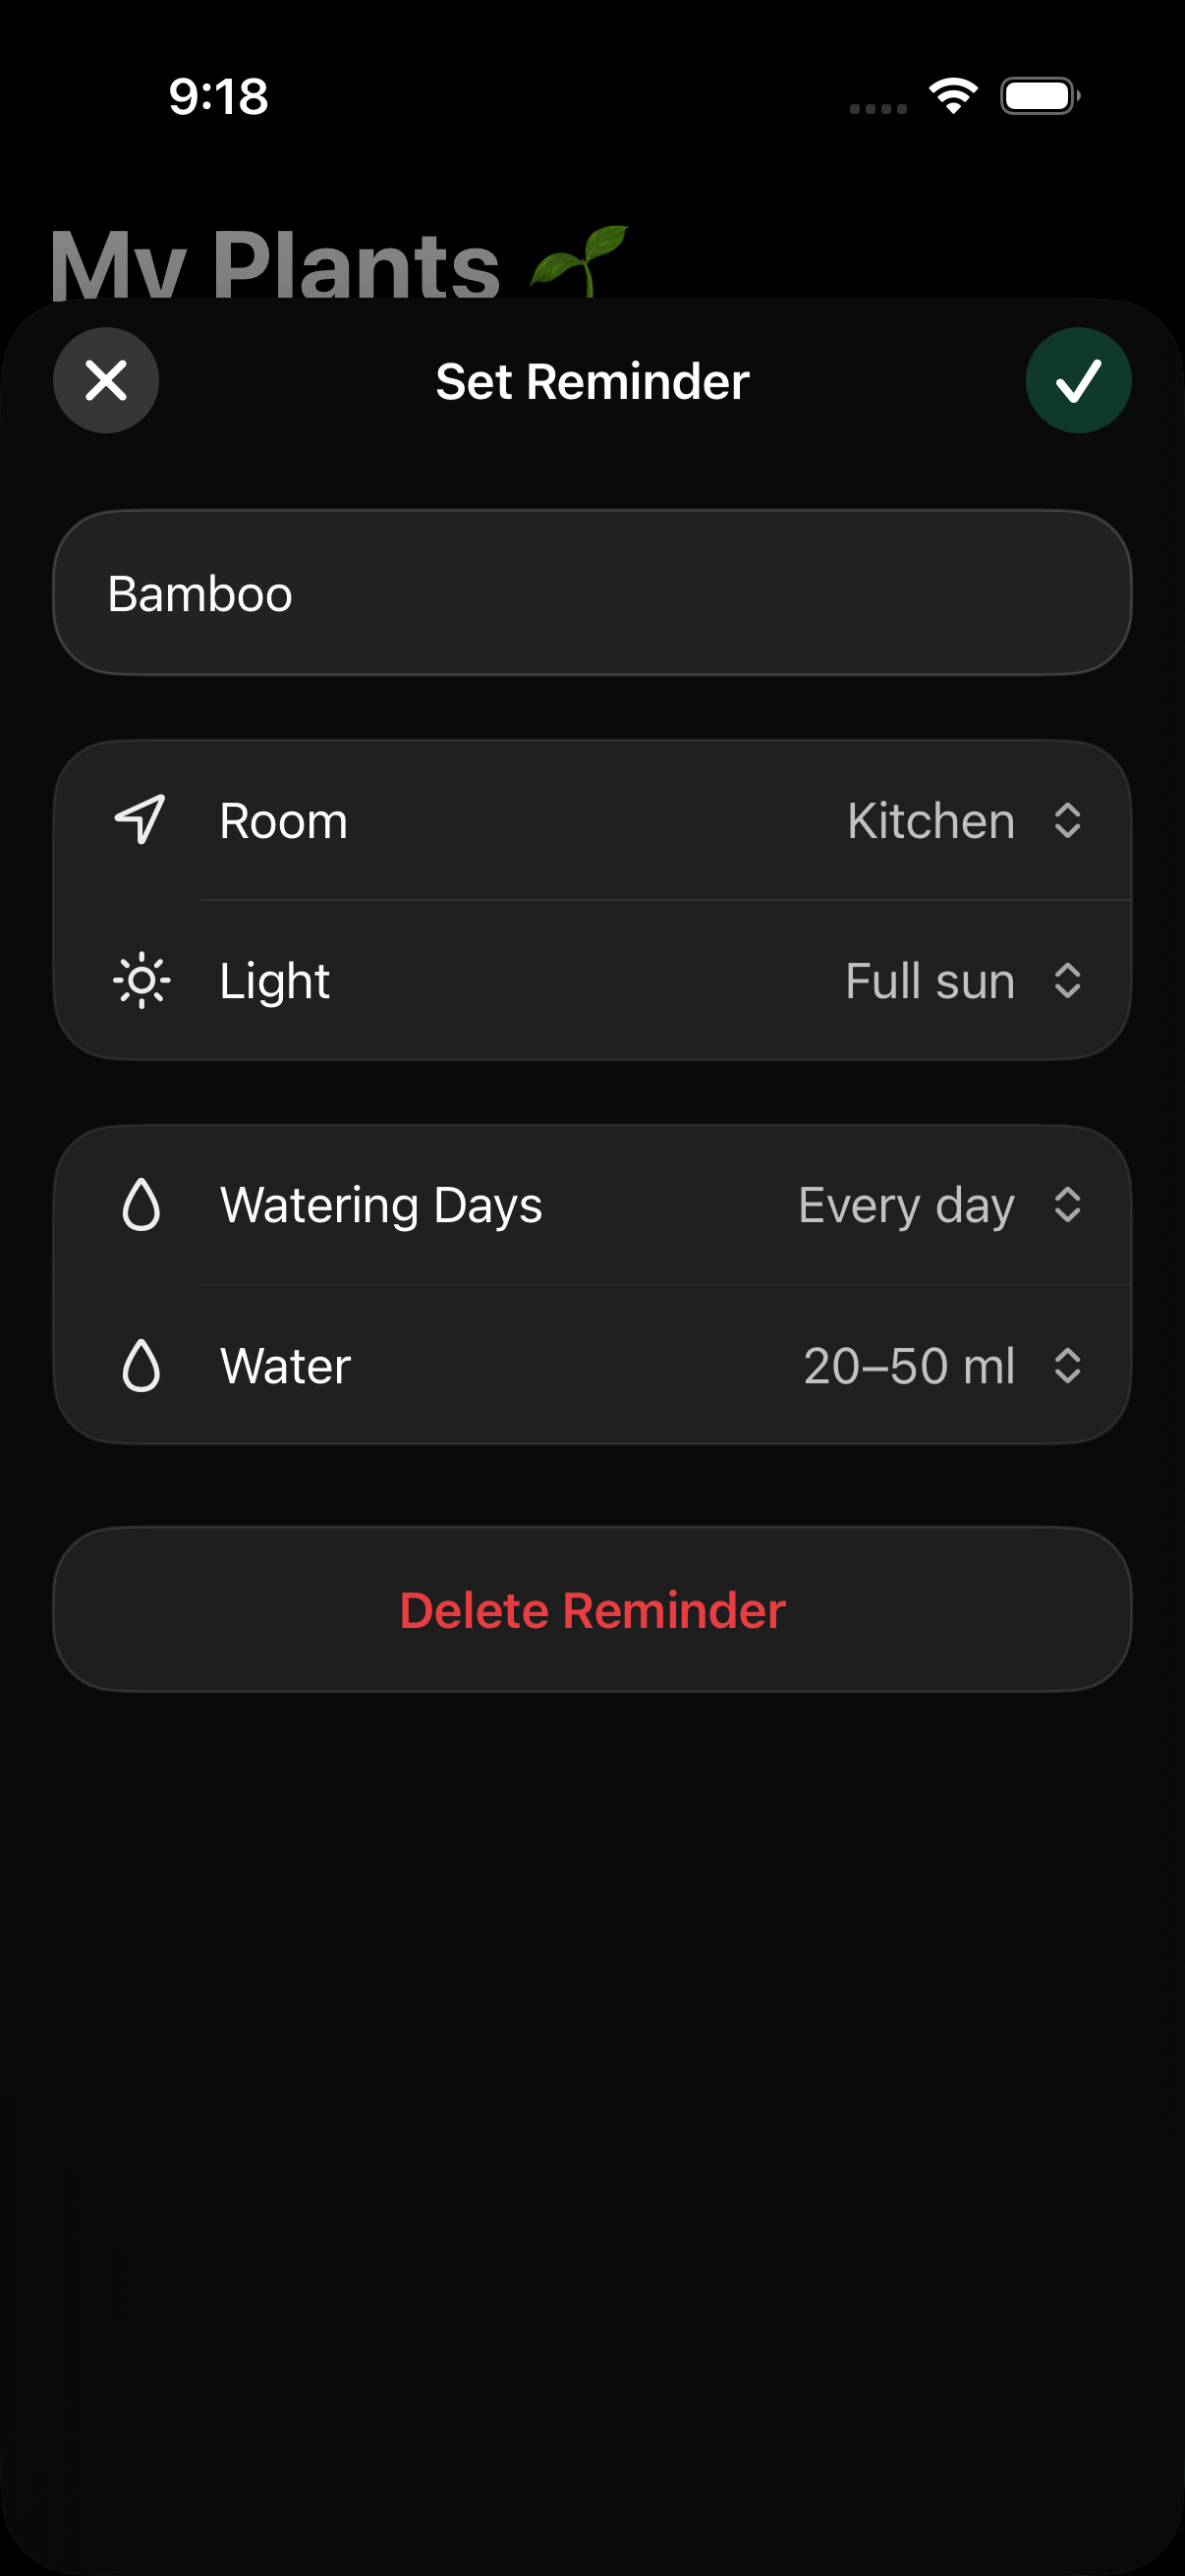 9:18
My Plants 🌱
Set Reminder
Bamboo
Room Kitchen
Light Full sun
Watering Days Every day
Water 20–50 ml
Delete Reminder